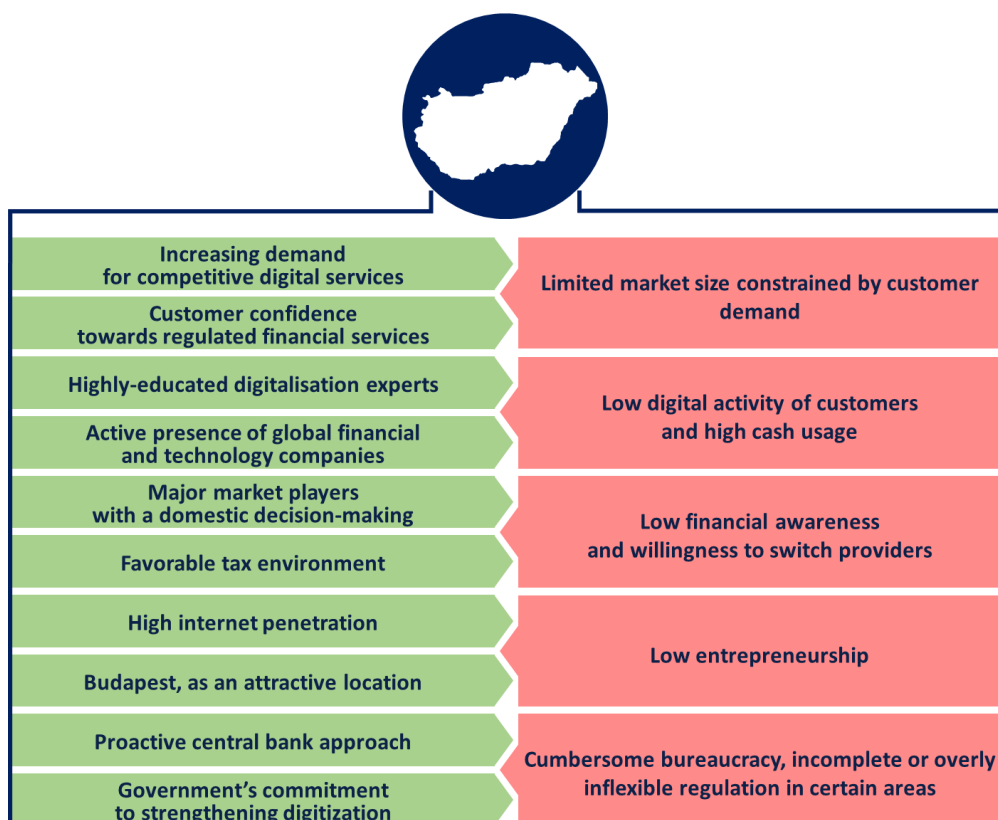 Increasing demand
for competitive digital services
Customer confidence
towards regulated financial services
Highly-educated digitalisation experts
Active presence of global financial
and technology companies
Major market players
with a domestic decision-making
Favorable tax environment
High internet penetration
Budapest, as an attractive location
Proactive central bank approach
Government’s commitment
to strengthening digitization
Limited market size constrained by customer
demand
Low digital activity of customers
and high cash usage
Low financial awareness
and willingness to switch providers
Low entrepreneurship
Cumbersome bureaucracy, incomplete or overly
inflexible regulation in certain areas